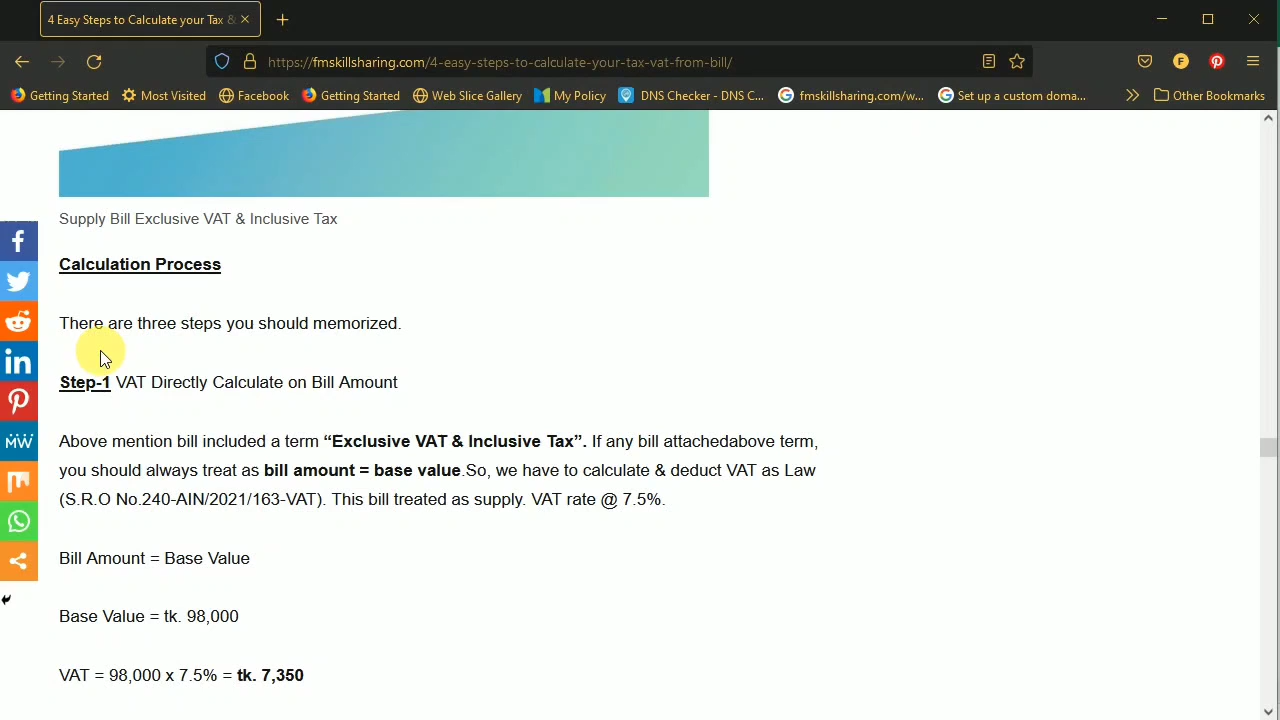 4 Easy Steps to Calculate your Tax &
https://fmskillsharing.com/4-easy-steps-to-calculate-your-tax-vat-from-bill/
F
Getting Started Most Visited Facebook Getting Started Web Slice Gallery My Policy DNS Checker - DNS C... fmskillsharing.com/w... Set up a custom doma... Other Bookmarks
Supply Bill Exclusive VAT & Inclusive Tax
Calculation Process
There are three steps you should memorized.
Step-1 VAT Directly Calculate on Bill Amount
Above mention bill included a term “Exclusive VAT & Inclusive Tax”. If any bill attachedabove term,
you should always treat as bill amount = base value.So, we have to calculate & deduct VAT as Law
(S.R.O No.240-AIN/2021/163-VAT). This bill treated as supply. VAT rate @ 7.5%.
Bill Amount = Base Value
Base Value = tk. 98,000
VAT = 98,000 x 7.5% = tk. 7,350
f
in
MW